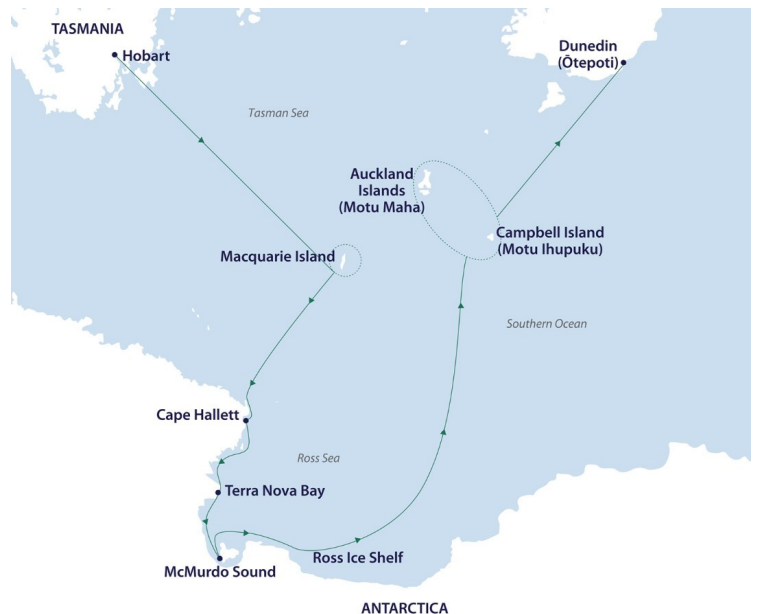 TASMANIA
Hobart
Dunedin
(Ōtepoti)
Tasman Sea
Auckland
Islands
(Motu Maha)
Campbell Island
(Motu Ihupuku)
Macquarie Island
Southern Ocean
Cape Hallett
Ross Sea
Terra Nova Bay
Ross Ice Shelf
McMurdo Sound
ANTARCTICA